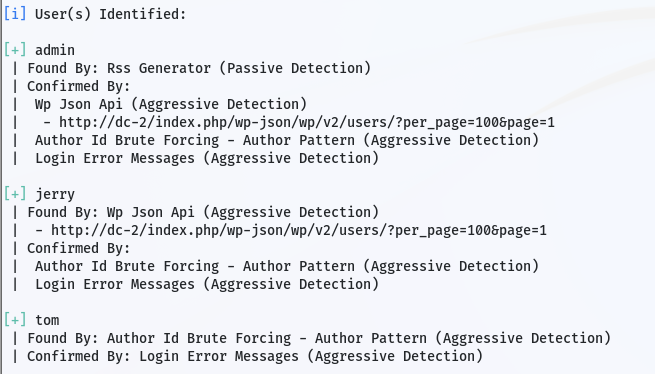 [i] User(s) Identified:

[+] admin
 | Found By: Rss Generator (Passive Detection)
 | Confirmed By:
 |  Wp Json Api (Aggressive Detection)
 |   - http://dc-2/index.php/wp-json/wp/v2/users/?per_page=100&page=1
 |  Author Id Brute Forcing - Author Pattern (Aggressive Detection)
 |  Login Error Messages (Aggressive Detection)

[+] jerry
 | Found By: Wp Json Api (Aggressive Detection)
 |  - http://dc-2/index.php/wp-json/wp/v2/users/?per_page=100&page=1
 | Confirmed By:
 |  Author Id Brute Forcing - Author Pattern (Aggressive Detection)
 |  Login Error Messages (Aggressive Detection)

[+] tom
 | Found By: Author Id Brute Forcing - Author Pattern (Aggressive Detection)
 | Confirmed By: Login Error Messages (Aggressive Detection)